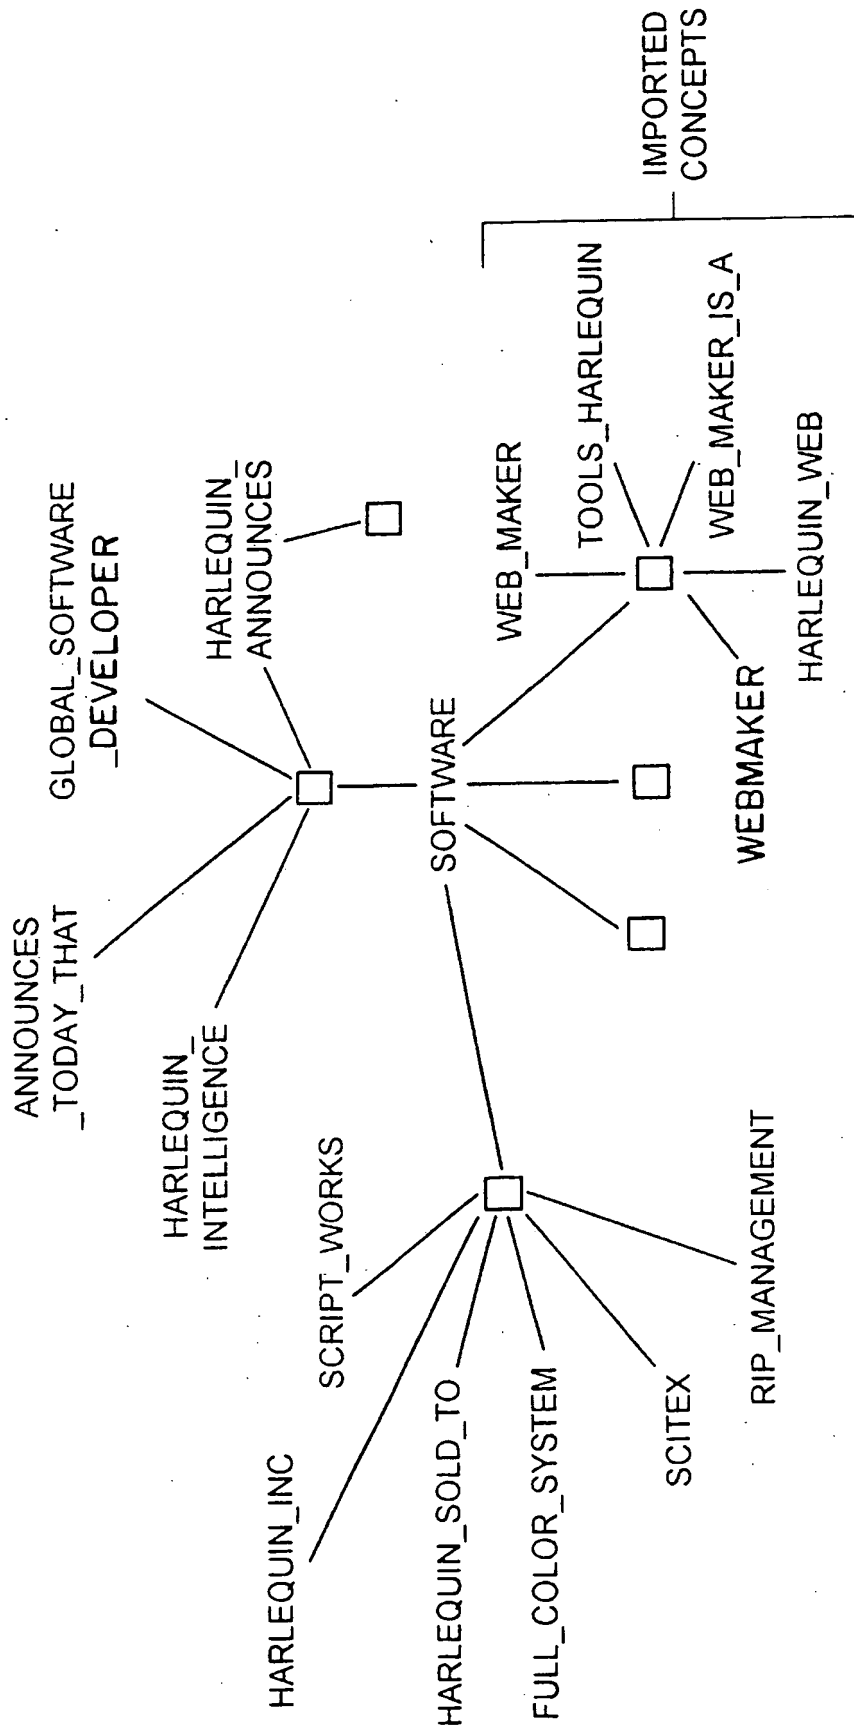 ANNOUNCES
_TODAY_THAT
GLOBAL_SOFTWARE
_DEVELOPER
HARLEQUIN_
INTELLIGENCE
HARLEQUIN_
ANNOUNCES
SCRIPT_WORKS
HARLEQUIN_INC
SOFTWARE
HARLEQUIN_SOLD_TO
FULL_COLOR_SYSTEM
SCITEX
RIP_MANAGEMENT
WEB_MAKER
TOOLS_HARLEQUIN
WEB_MAKER_IS_A
HARLEQUIN_WEB
WEBMAKER
IMPORTED
CONCEPTS